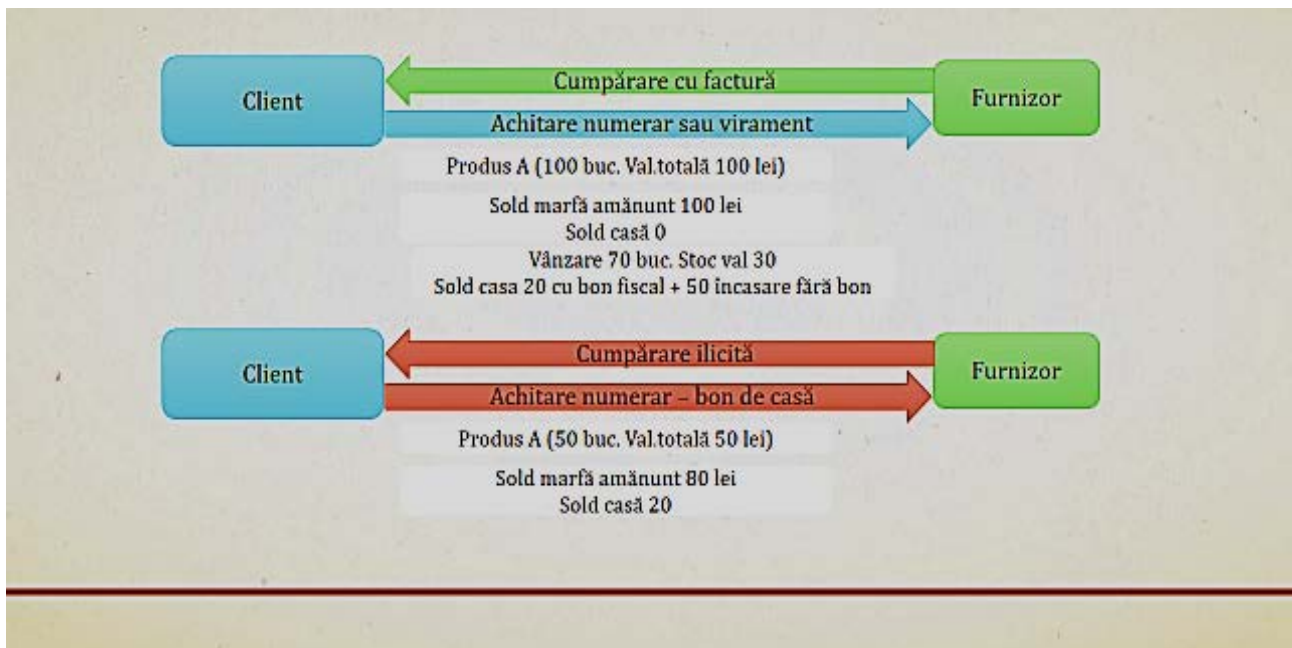 Client
Cumpărare cu factură
Furnizor
Achitare numerar sau virament
Produs A (100 buc. Val.totală 100 lei)
Sold marfă amănunt 100 lei
Sold casă 0
Vânzare 70 buc. Stoc val 30
Sold casa 20 cu bon fiscal + 50 încasare fără bon
Client
Cumpărare ilicită
Furnizor
Achitare numerar – bon de casă
Produs A (50 buc. Val.totală 50 lei)
Sold marfă amănunt 80 lei
Sold casă 20